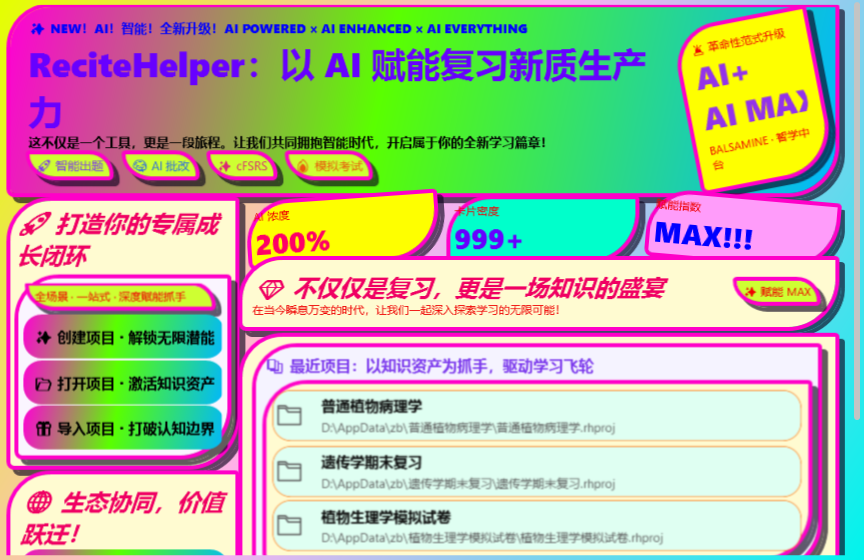 NEW! AI! 智能! 全新升级! AI POWERED × AI ENHANCED × AI EVERYTHING
ReciteHelper: 以 AI 赋能复习新质生产
力
这不仅是一个工具,更是一段旅程。让我们共同拥抱智能时代,开启属于你的全新学习篇章!
智能出题
AI 批改
cFSRS
模拟考试
革命性范式升级
AI+
AI MAX
BALSAMINE · 智学中
台
打造你的专属成
长闭环
全场景 · 一站式 · 深度赋能抓手
创建项目 · 解锁无限潜能
打开项目 · 激活知识资产
导入项目 · 打破认知边界
生态协同,价值
跃迁!
AI 浓度
200%
卡片密度
999+
赋能指数
MAX!!!
不仅仅是复习,更是一场知识的盛宴
在当今瞬息万变的时代,让我们一起深入探索学习的无限可能!
赋能 MAX
最近项目:以知识资产为抓手,驱动学习飞轮
普通植物病理学
D:\AppData\zb\普通植物病理学\普通植物病理学.rhproj
遗传学期末复习
D:\AppData\zb\遗传学期末复习\遗传学期末复习.rhproj
植物生理学模拟试卷
D:\AppData\zb\植物生理学模拟试卷\植物生理学模拟试卷.rhproj